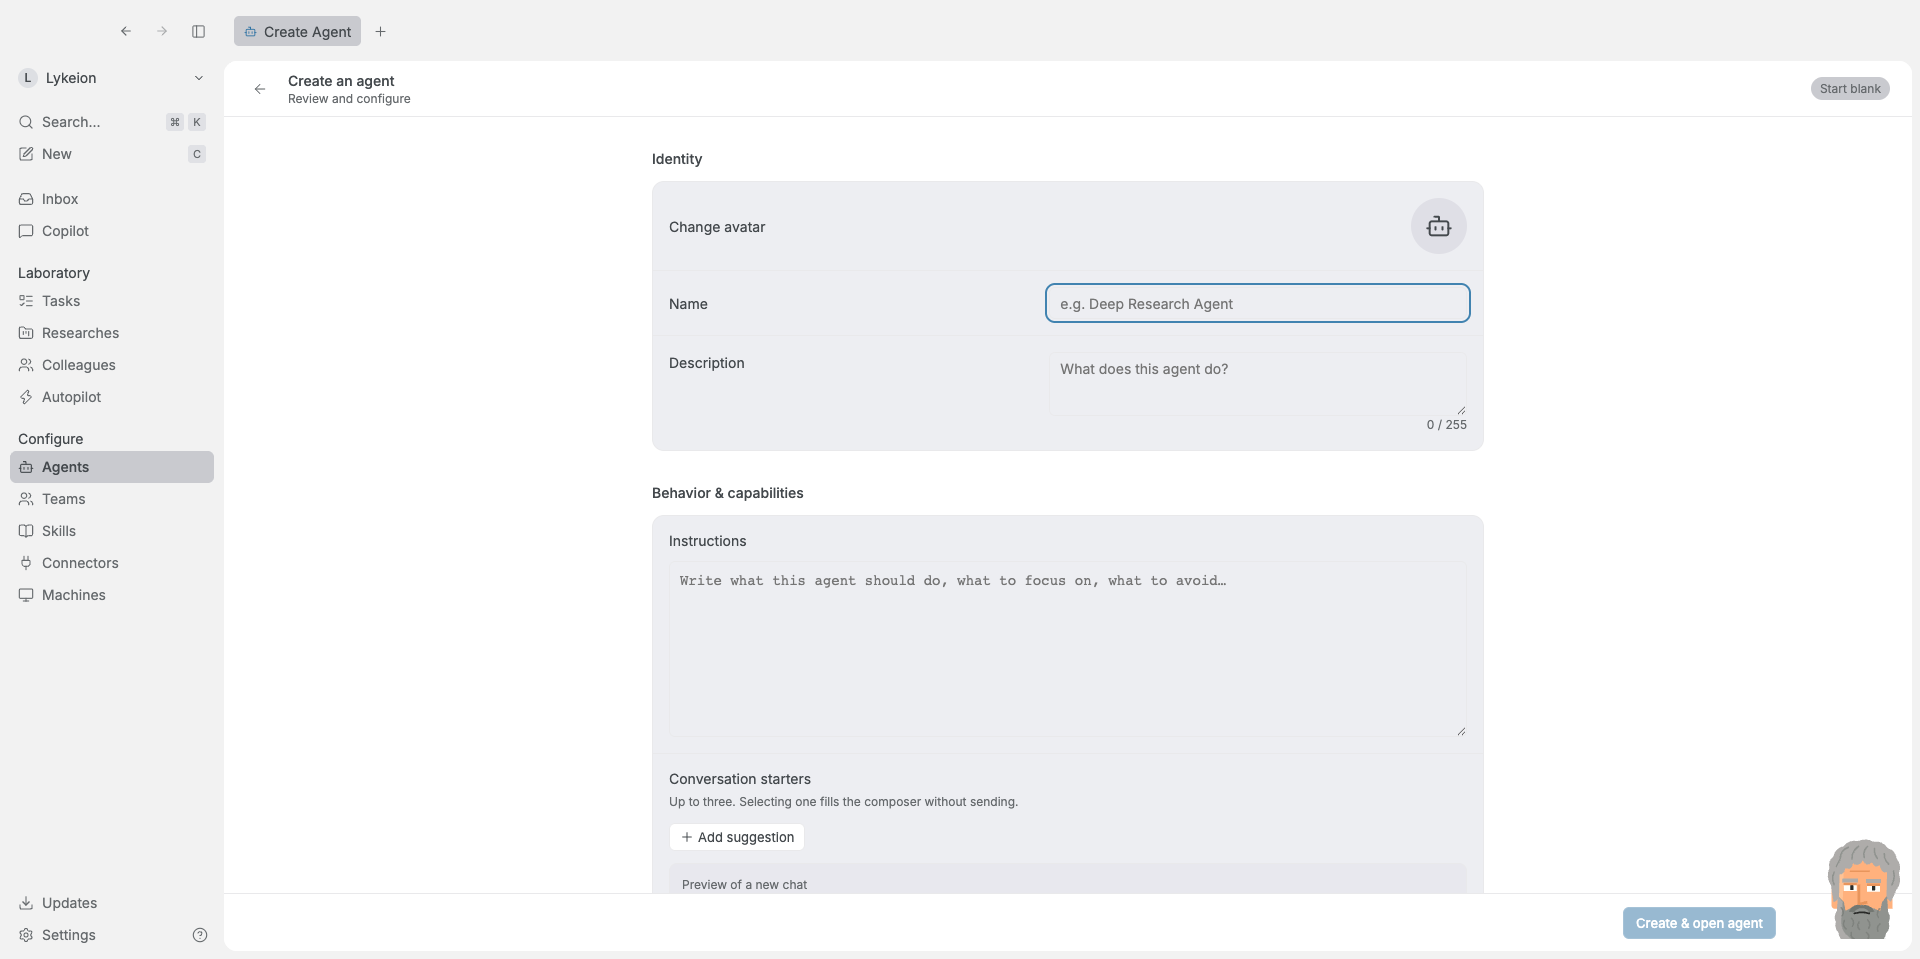 Create Agent
L Lykeion
Search... ⌘ K
New C
Inbox
Copilot
Laboratory
Tasks
Researches
Colleagues
Autopilot
Configure
Agents
Teams
Skills
Connectors
Machines
Updates
Settings
Create an agent
Review and configure
Start blank
Identity
Change avatar
Name
e.g. Deep Research Agent
Description
What does this agent do?
0 / 255
Behavior & capabilities
Instructions
Write what this agent should do, what to focus on, what to avoid…
Conversation starters
Up to three. Selecting one fills the composer without sending.
Add suggestion
Preview of a new chat
Create & open agent